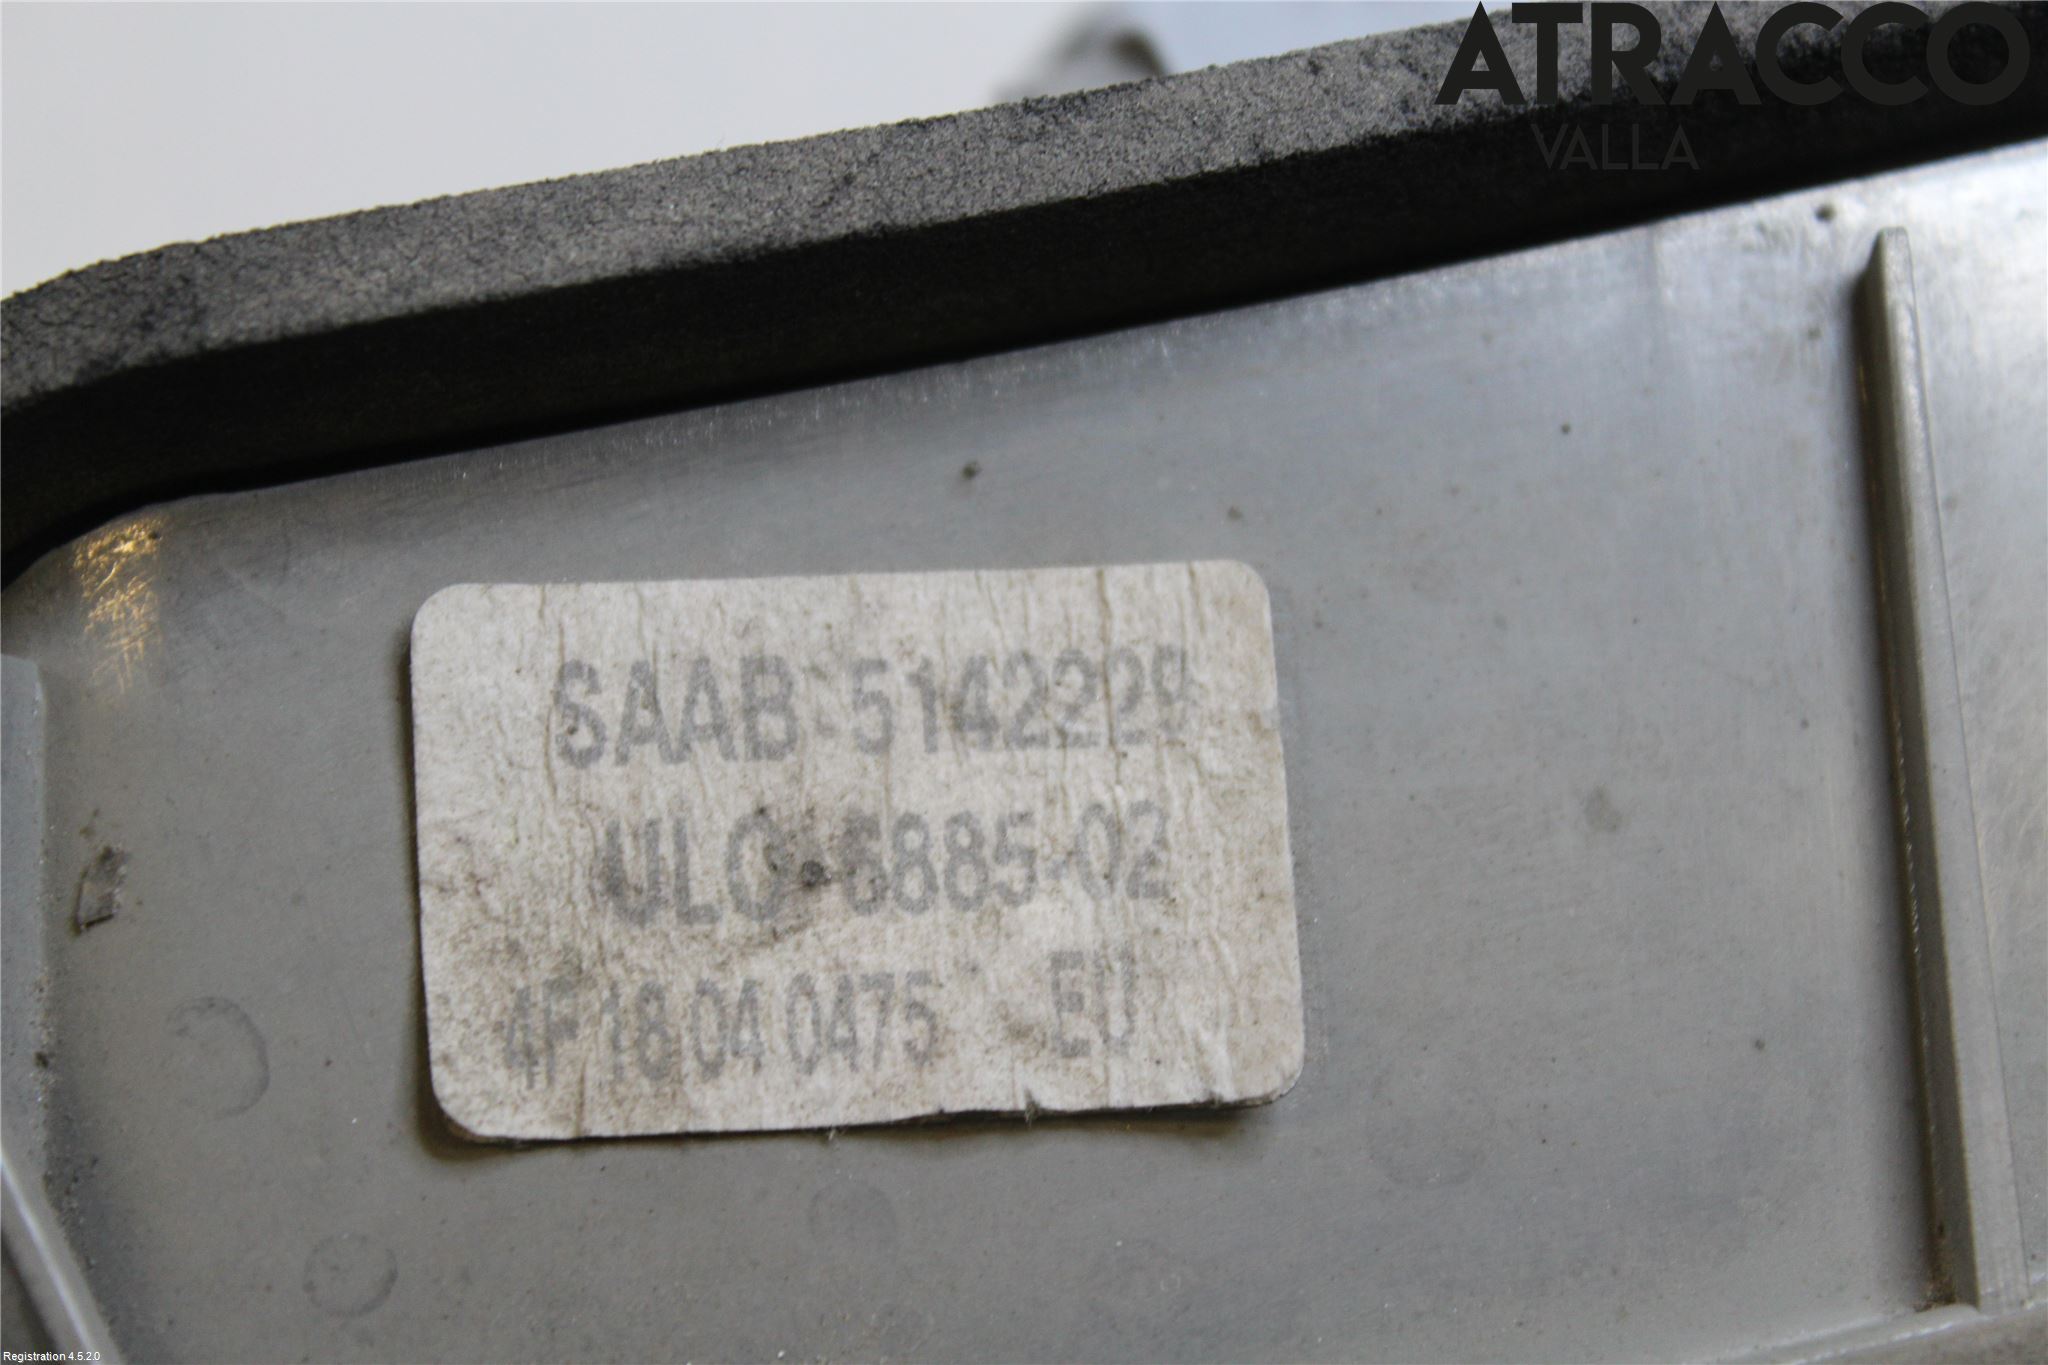 ATRACCO
VALLA
SAAB 5142229
ULO 6885-02
4F 18 04 0475 EU
Registration 4.5.2.0